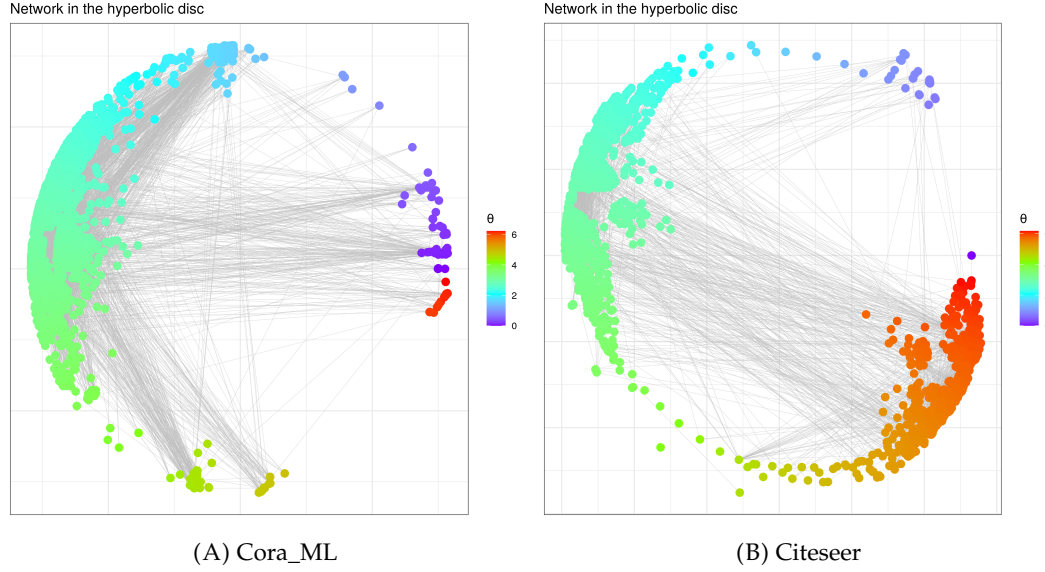 Network in the hyperbolic disc
θ
6
4
2
0
(A) Cora_ML
Network in the hyperbolic disc
θ
(B) Citeseer